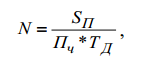 N = S_П / (П_ч * Т_Д),